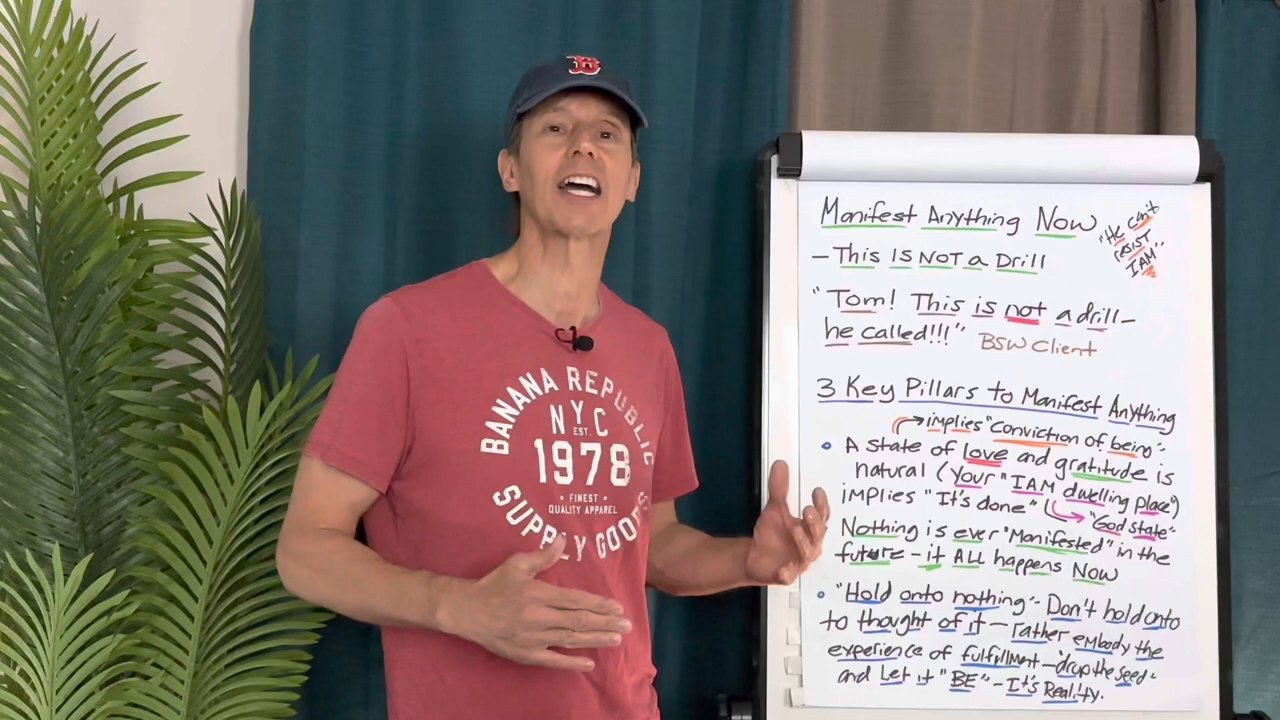 B
BANANA REPUBLIC
NYC
EST.
1978
• FINEST •
QUALITY APPAREL
SUPPLY GOODS
Manifest Anything Now
"He can't
resist
IAM"
– This IS NOT a Drill
"Tom! This is not a drill–
he called!!!" BSW Client
3 Key Pillars to Manifest Anything
implies "conviction of being"
• A state of love and gratitude is
natural (Your "IAM dwelling place")
implies "It's done" "God state"
Nothing is ever "Manifested" in the
future – it ALL happens NOW
• "Hold onto nothing" – Don't hold onto
to thought of it – rather embody the
experience of fulfillment – "drop the seed"
and Let it "BE" – It's Reality.